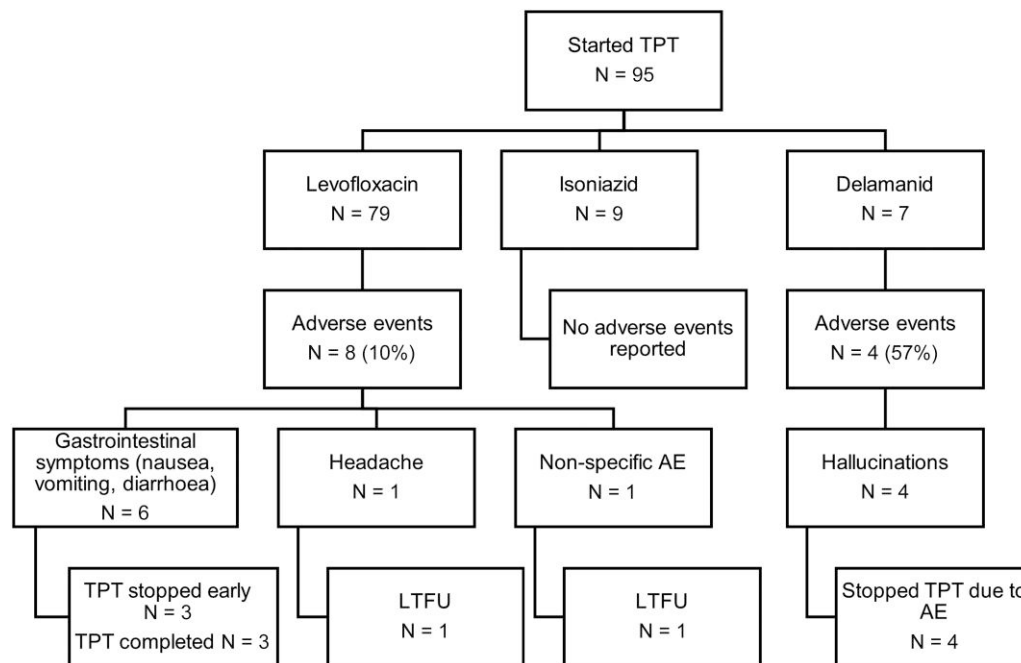 Started TPT
N = 95
Levofloxacin
N = 79
Isoniazid
N = 9
Delamanid
N = 7
Adverse events
N = 8 (10%)
No adverse events
reported
Adverse events
N = 4 (57%)
Gastrointestinal
symptoms (nausea,
vomiting, diarrhoea)
N = 6
Headache
N = 1
Non-specific AE
N = 1
Hallucinations
N = 4
TPT stopped early
N = 3
TPT completed N = 3
LTFU
N = 1
LTFU
N = 1
Stopped TPT due to
AE
N = 4